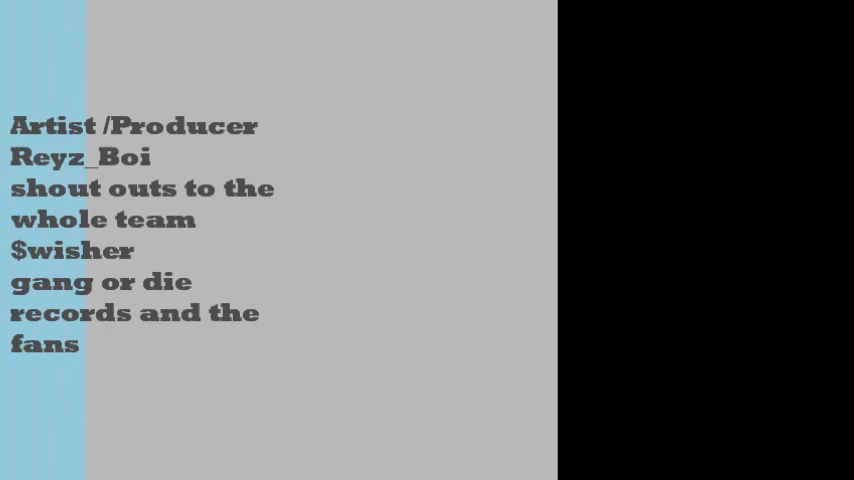 Artist /Producer
Reyz_Boi
shout outs to the
whole team
$wisher
gang or die
records and the
fans